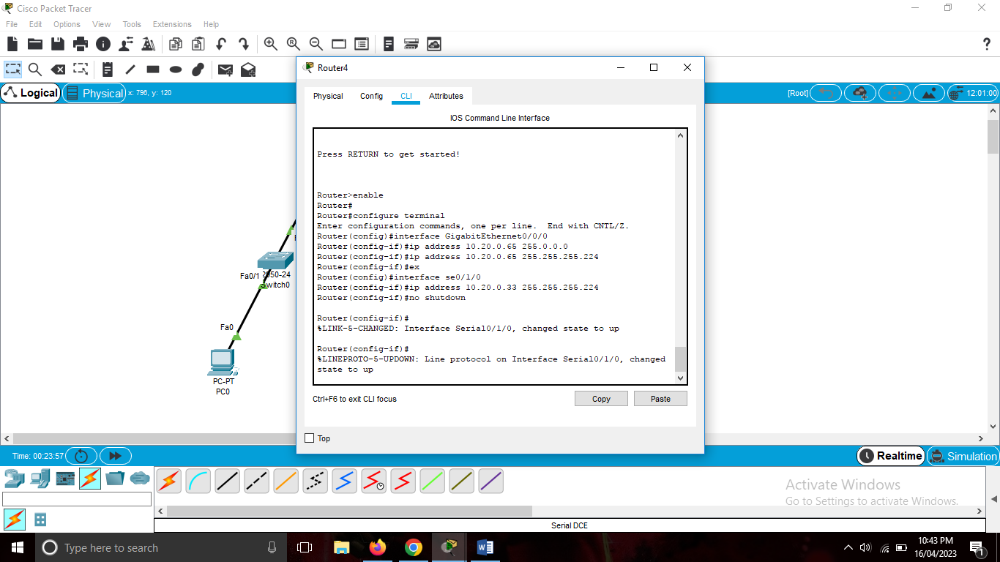 Cisco Packet Tracer
File Edit Options View Tools Extensions Help
Logical
Physical
x: 796, y: 120
[Root]
12:01:00
Router4
Physical Config CLI Attributes
IOS Command Line Interface
Press RETURN to get started!
Router>enable
Router#
Router#configure terminal
Enter configuration commands, one per line. End with CNTL/Z.
Router(config)#interface GigabitEthernet0/0/0
Router(config-if)#ip address 10.20.0.65 255.0.0.0
Router(config-if)#ip address 10.20.0.65 255.255.255.224
Router(config-if)#ex
Router(config)#interface se0/1/0
Router(config-if)#ip address 10.20.0.33 255.255.255.224
Router(config-if)#no shutdown
Router(config-if)#
%LINK-5-CHANGED: Interface Serial0/1/0, changed state to up
Router(config-if)#
%LINEPROTO-5-UPDOWN: Line protocol on Interface Serial0/1/0, changed
state to up
Ctrl+F6 to exit CLI focus
Copy
Paste
Top
Fa0/1
Fa0
PC-PT
PC0
Time: 00:23:57
Realtime
Simulation
Activate Windows
Go to Settings to activate Windows.
Serial DCE
Type here to search
10:43 PM
16/04/2023
1